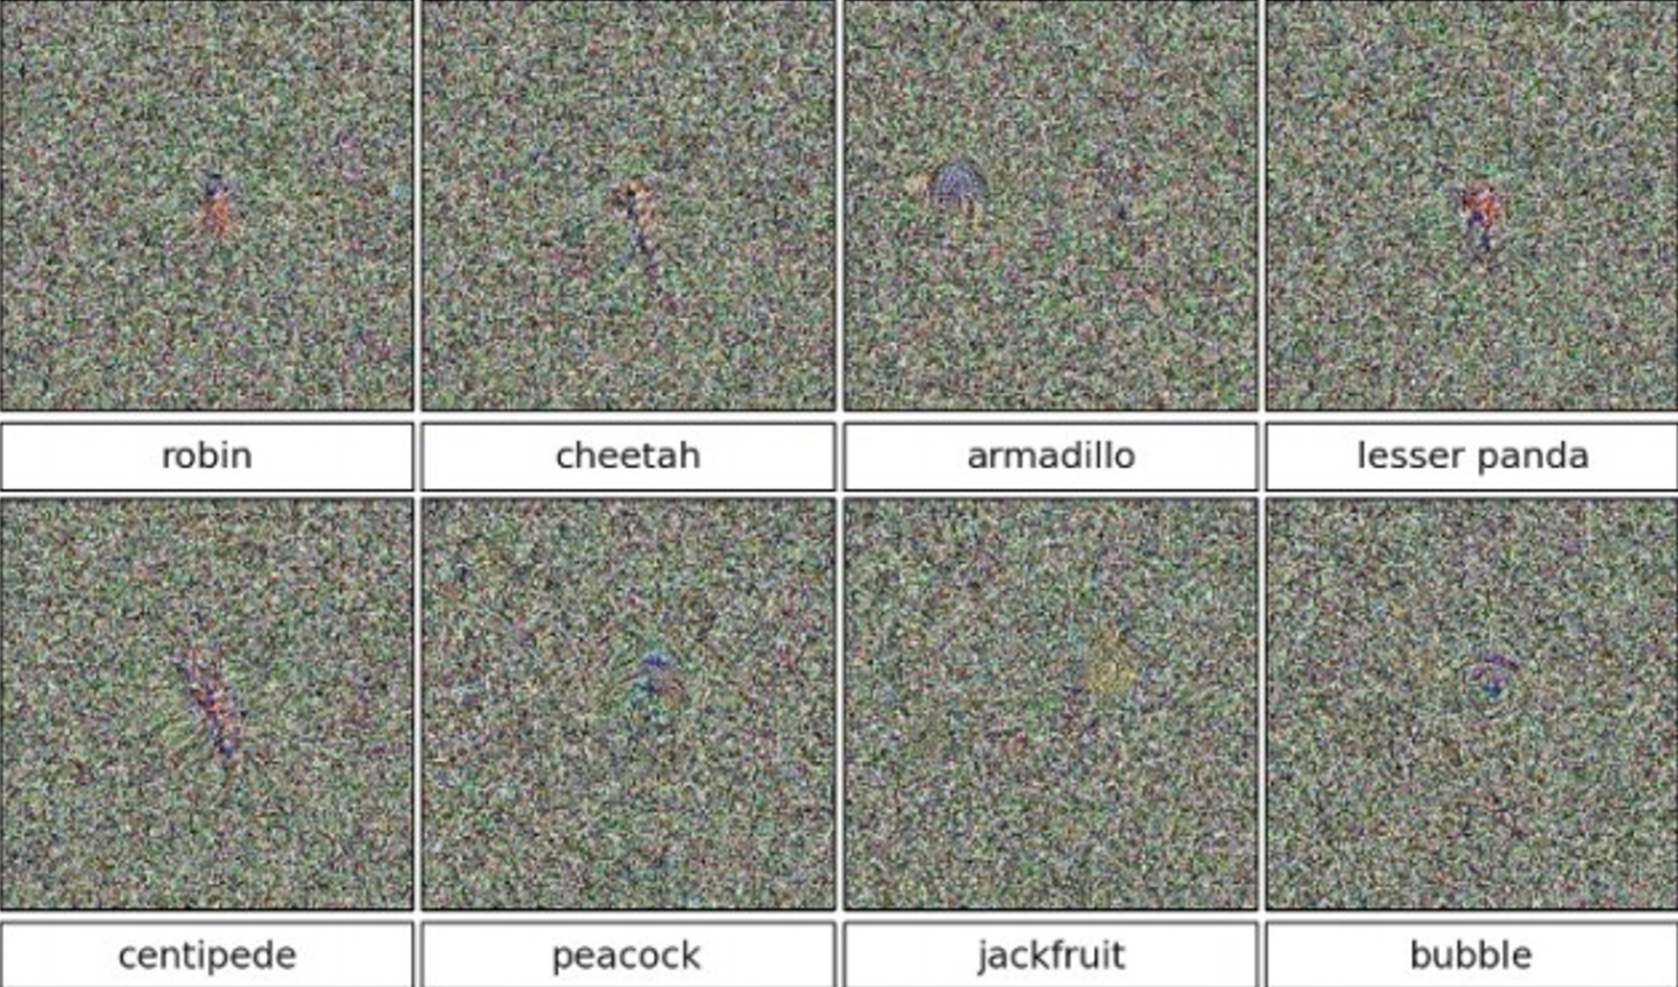 robin
cheetah
armadillo
lesser panda
centipede
peacock
jackfruit
bubble